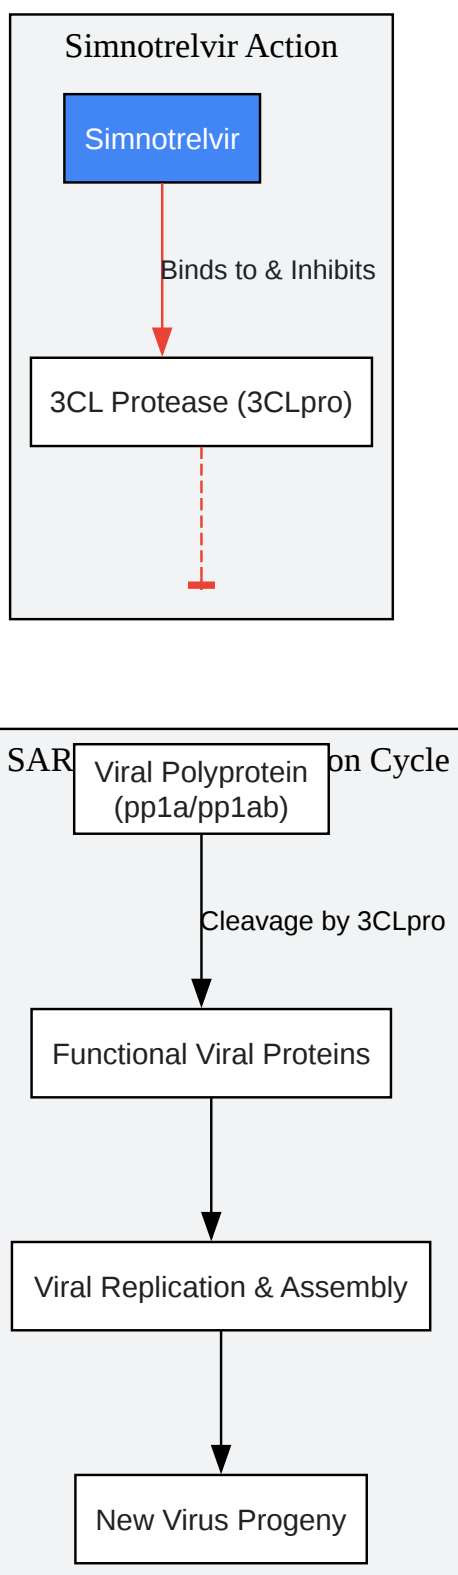 Simnotrelvir Action
Simnotrelvir
Binds to & Inhibits
3CL Protease (3CLpro)
SAR on Cycle
Viral Polyprotein
(pp1a/pp1ab)
Cleavage by 3CLpro
Functional Viral Proteins
Viral Replication & Assembly
New Virus Progeny